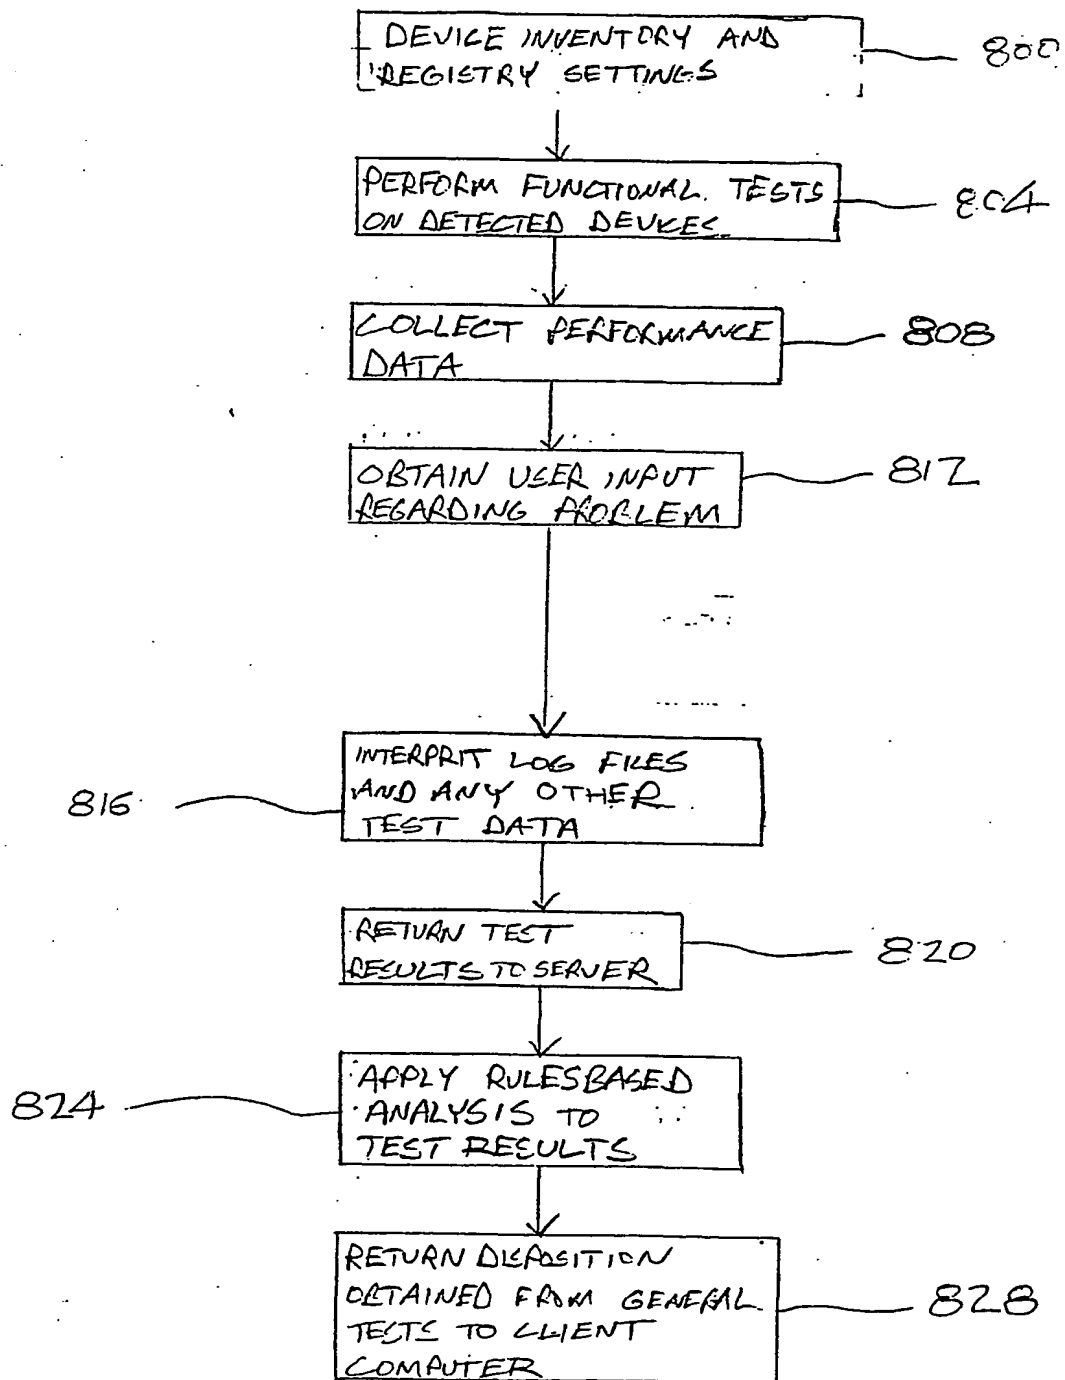 DEVICE INVENTORY AND
REGISTRY SETTINGS
800
PERFORM FUNCTIONAL TESTS
ON DETECTED DEVICES.
804
COLLECT PERFORMANCE
DATA
808
OBTAIN USER INPUT
REGARDING PROBLEM
812
INTERPRIT LOG FILES
AND ANY OTHER
TEST DATA
816
RETURN TEST
RESULTS TO SERVER
820
APPLY RULESBASED
ANALYSIS TO
TEST RESULTS
824
RETURN DISPOSITION
OBTAINED FROM GENERAL
TESTS TO CLIENT
COMPUTER
828